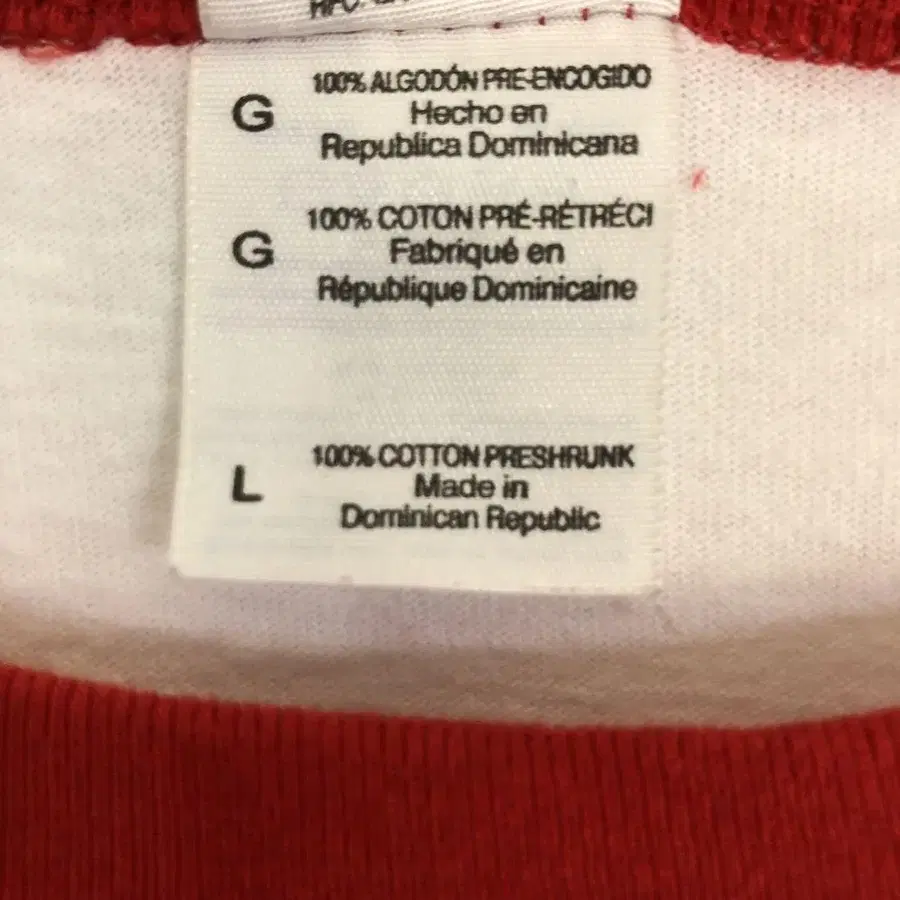 G
100% ALGODÓN PRE-ENCOGIDO
Hecho en
Republica Dominicana
G
100% COTON PRÉ-RÉTRÉCI
Fabriqué en
République Dominicaine
L
100% COTTON PRESHRUNK
Made in
Dominican Republic